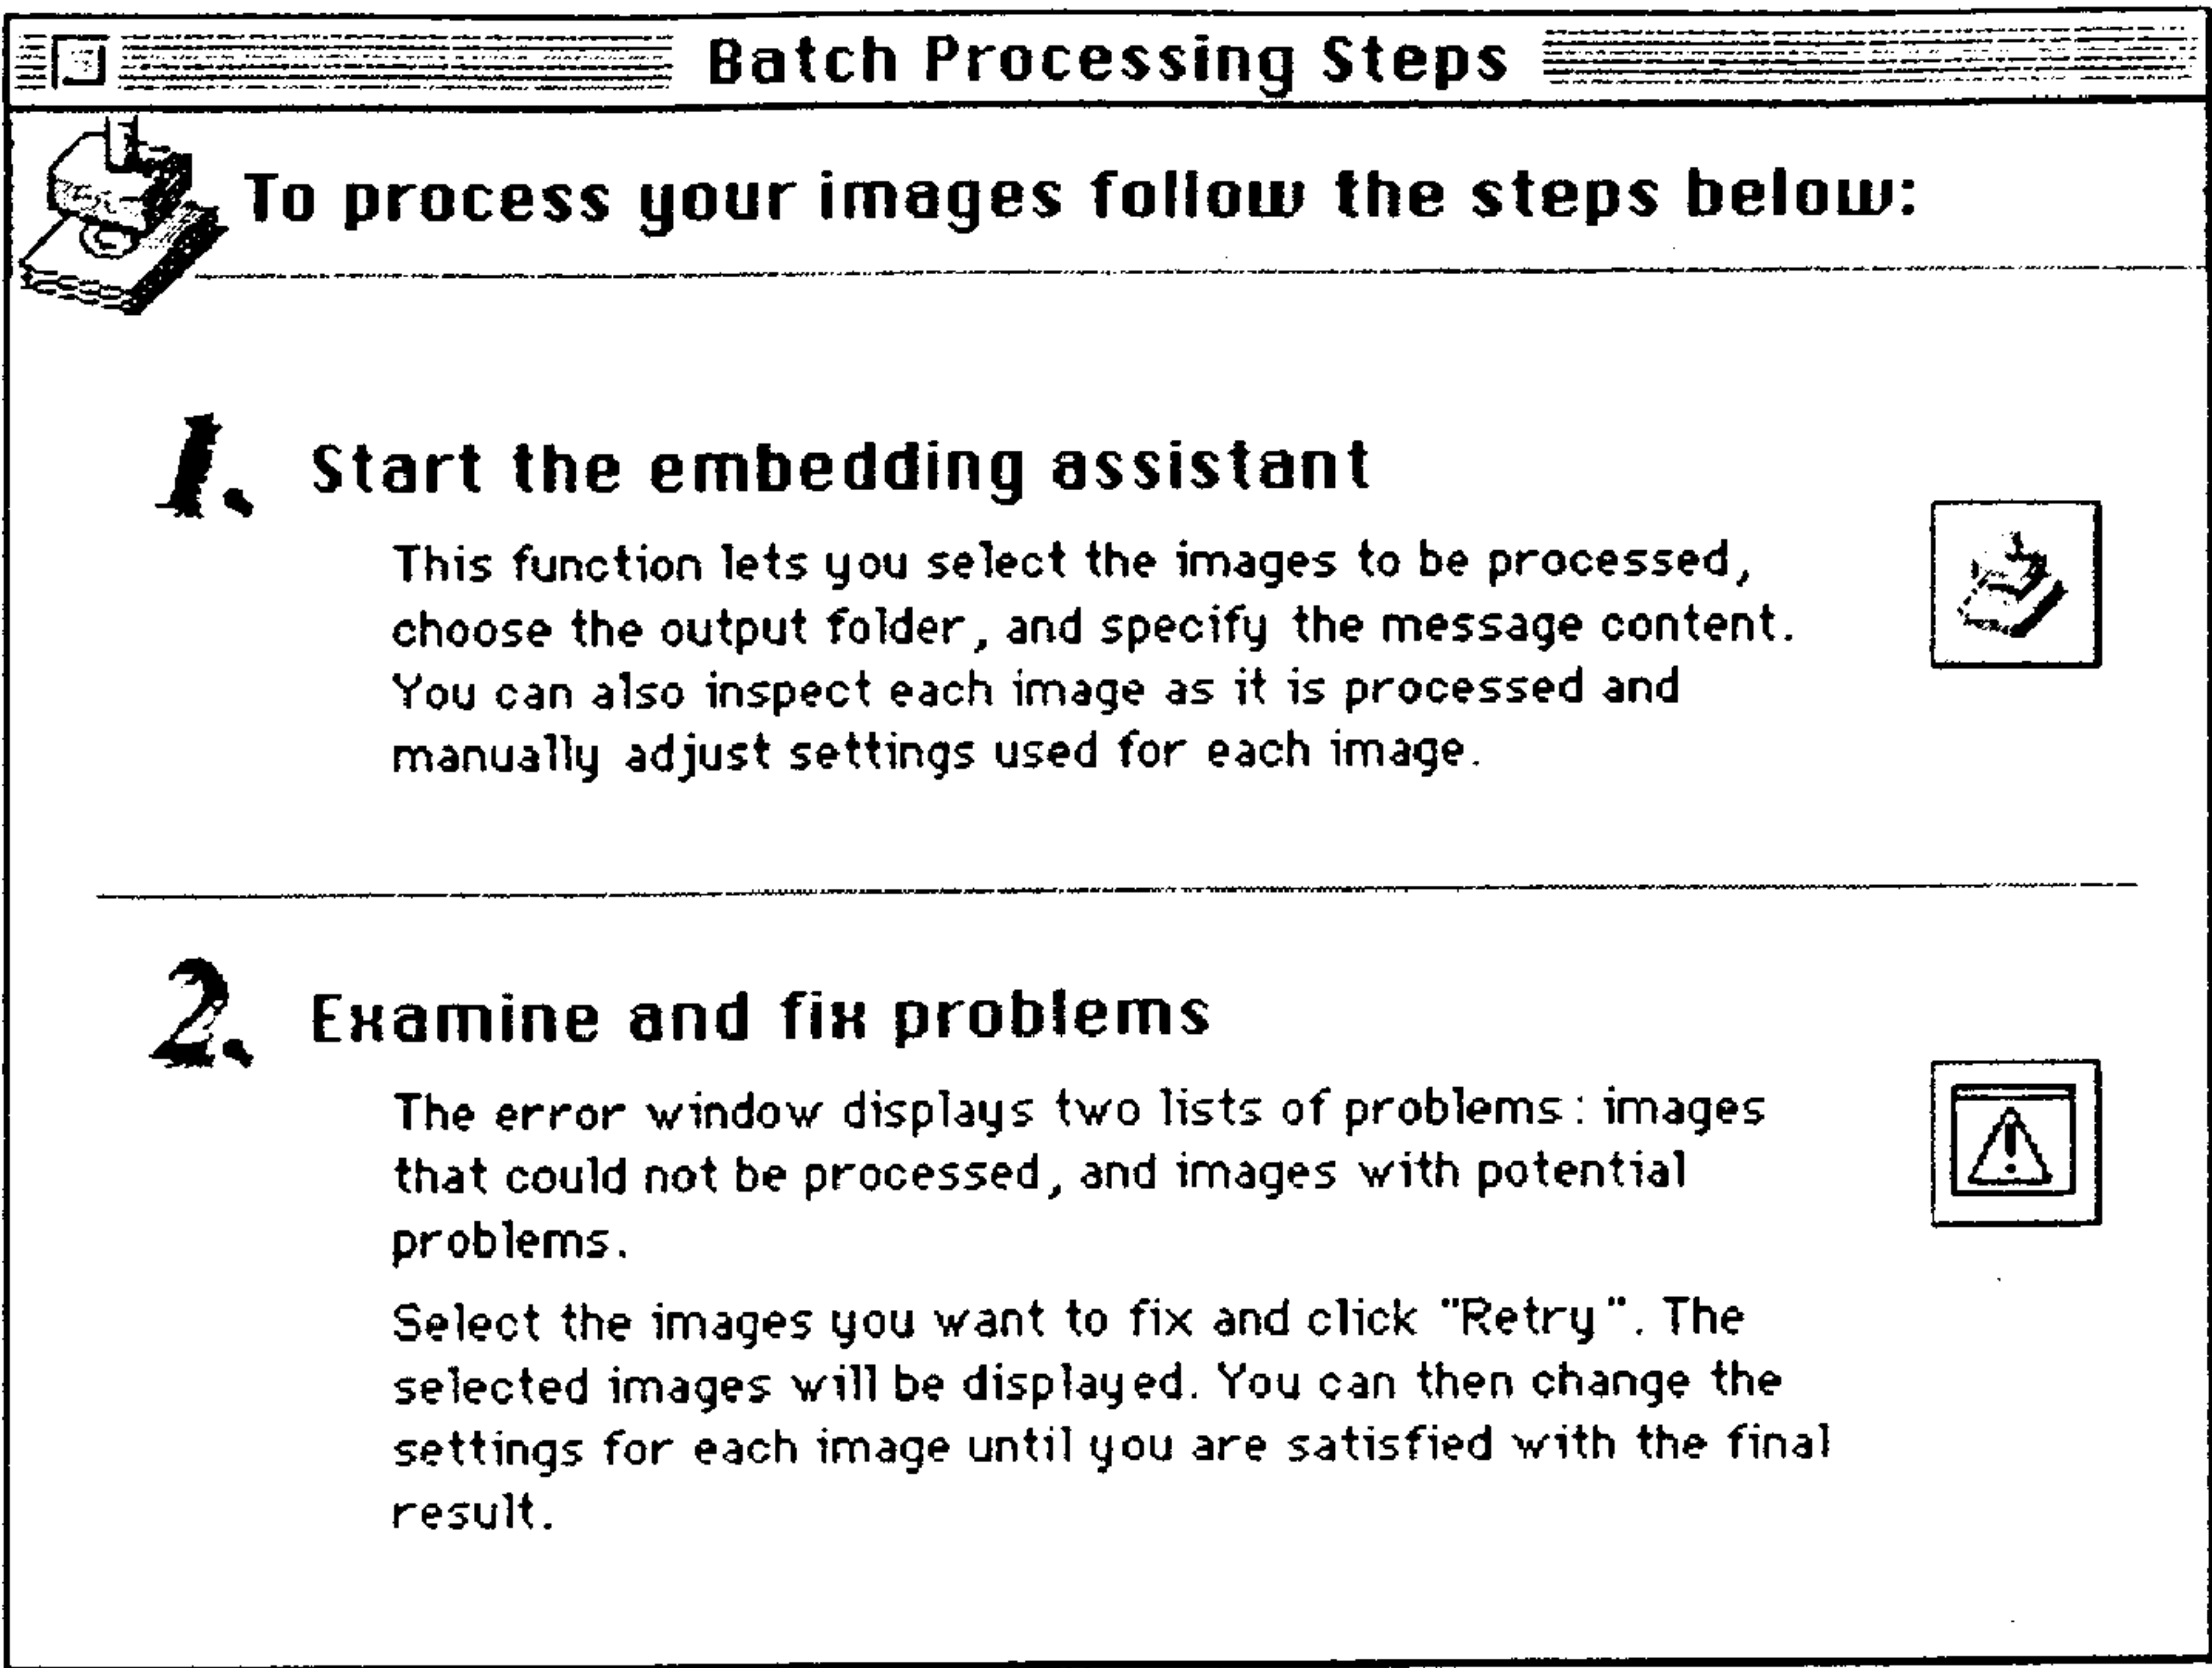 Batch Processing Steps
To process your images follow the steps below:
1. Start the embedding assistant
This function lets you select the images to be processed,
choose the output folder, and specify the message content.
You can also inspect each image as it is processed and
manually adjust settings used for each image.
2. Examine and fix problems
The error window displays two lists of problems: images
that could not be processed, and images with potential
problems.
Select the images you want to fix and click "Retry". The
selected images will be displayed. You can then change the
settings for each image until you are satisfied with the final
result.